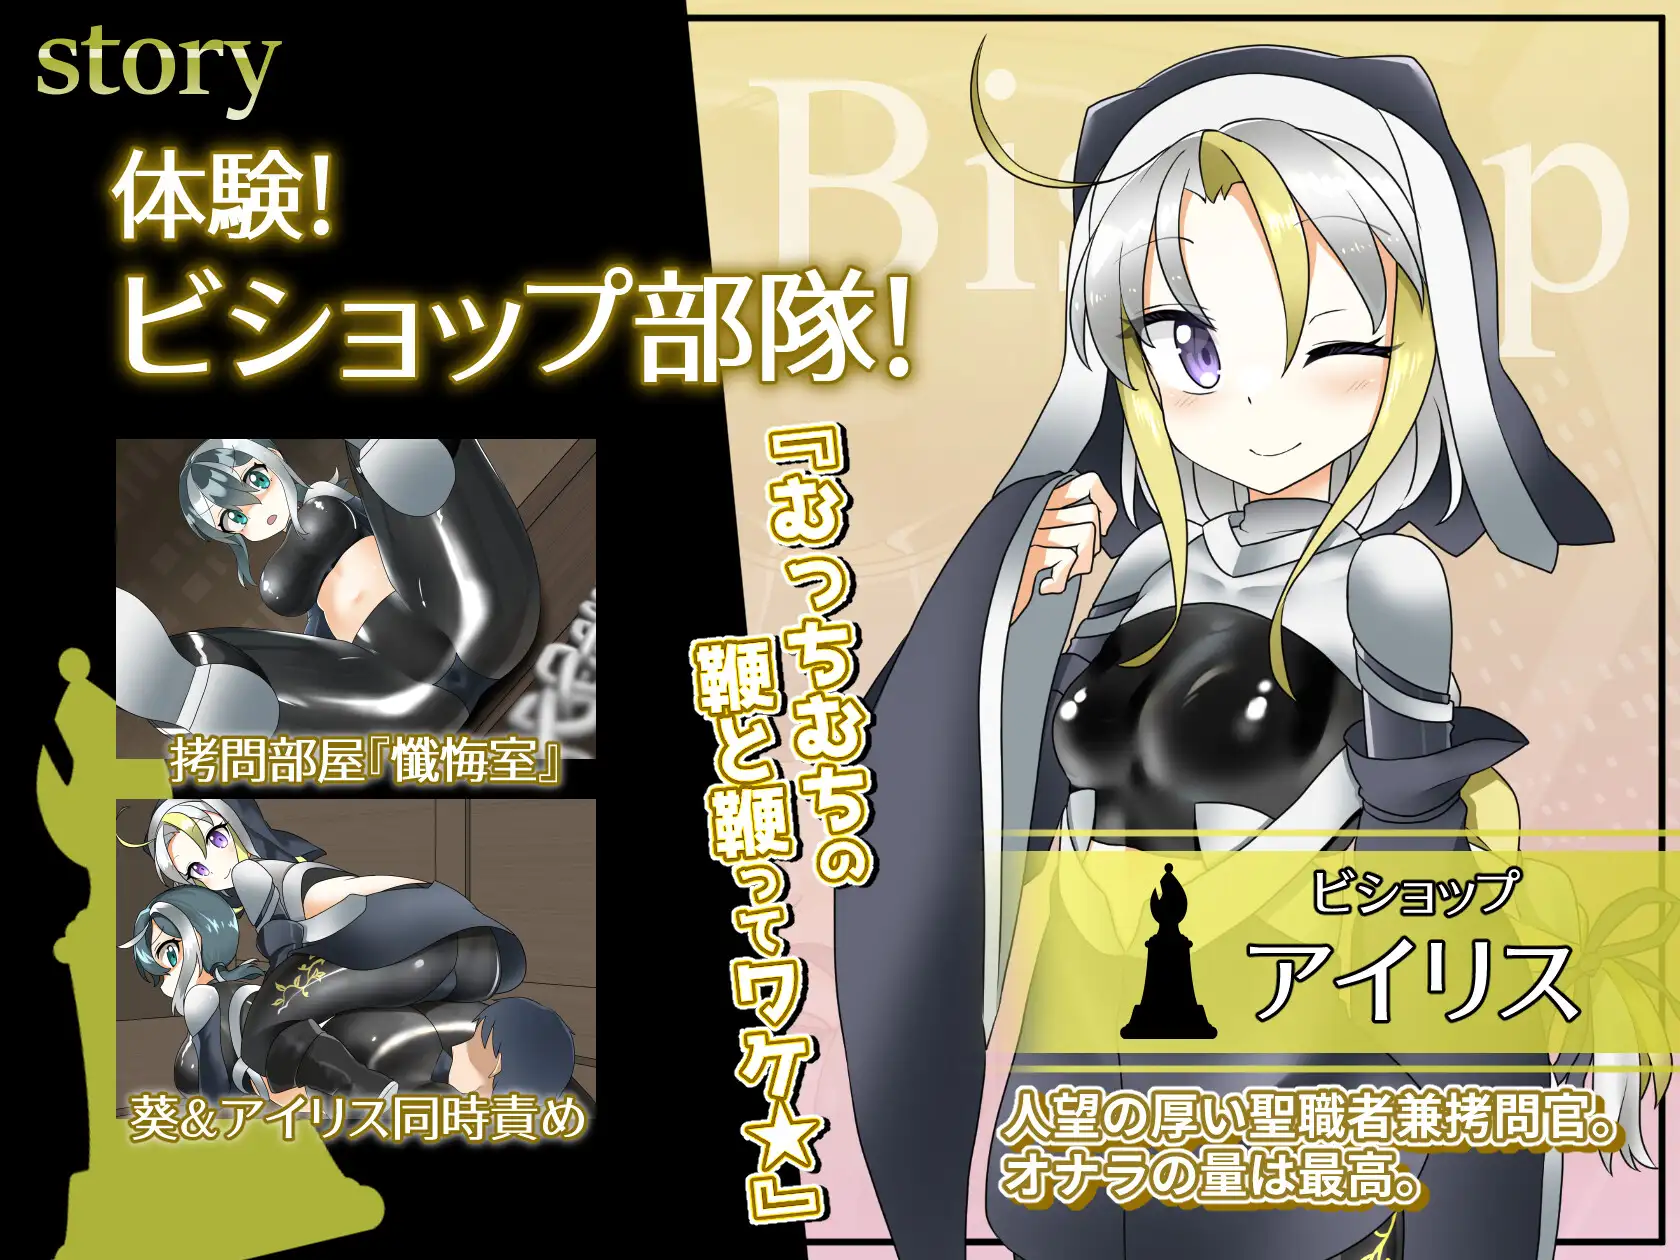 story
体験!
ビショップ部隊!
Bis p
『むっちむちの
鞭と鞭ってワケ★』
拷問部屋『懺悔室』
葵&アイリス同時責め
ビショップ
アイリス
人望の厚い聖職者兼拷問官。
オナラの量は最高。